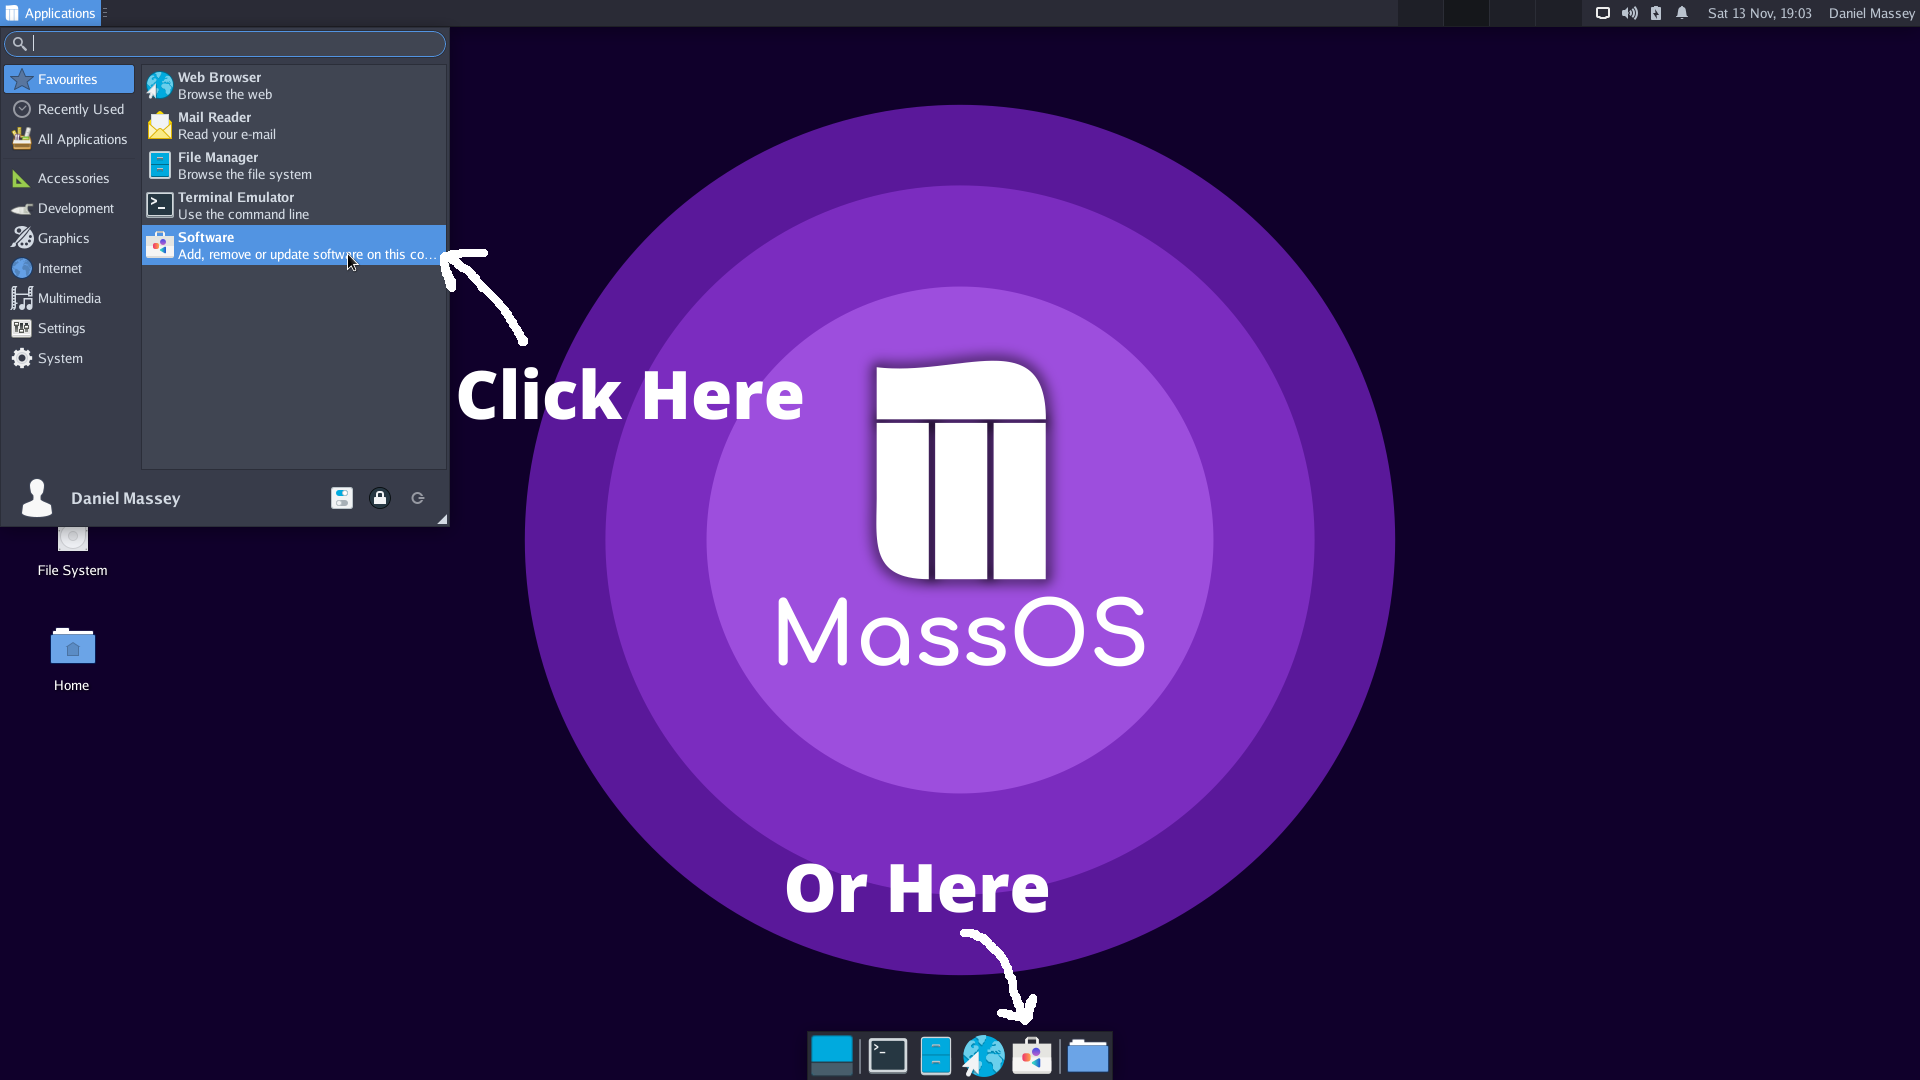 Applications
Sat 13 Nov, 19:03
Daniel Massey
Favourites
Recently Used
All Applications
Accessories
Development
Graphics
Internet
Multimedia
Settings
System
Web Browser
Browse the web
Mail Reader
Read your e-mail
File Manager
Browse the file system
Terminal Emulator
Use the command line
Software
Add, remove or update software on this co...
Daniel Massey
File System
Home
Click Here
MassOS
Or Here